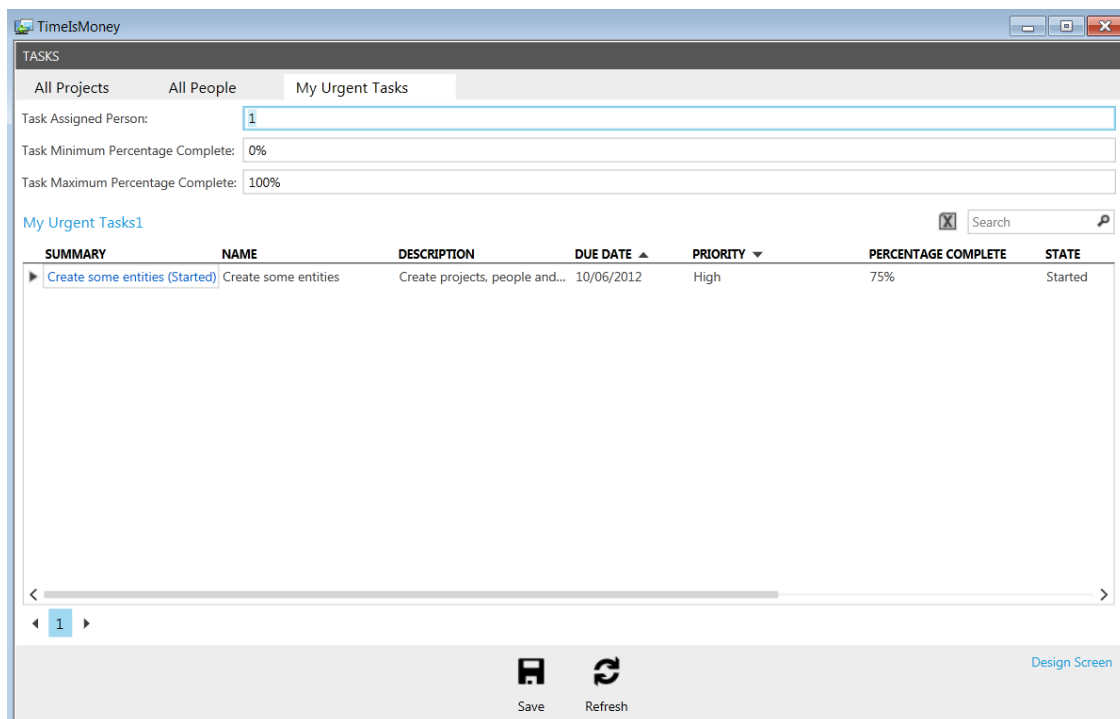 TimeIsMoney
TASKS
All Projects All People My Urgent Tasks
Task Assigned Person: 1
Task Minimum Percentage Complete: 0%
Task Maximum Percentage Complete: 100%
My Urgent Tasks1 Search
SUMMARY NAME DESCRIPTION DUE DATE PRIORITY PERCENTAGE COMPLETE STATE
Create some entities (Started) Create some entities Create projects, people and... 10/06/2012 High 75% Started
1
Design Screen
Save Refresh